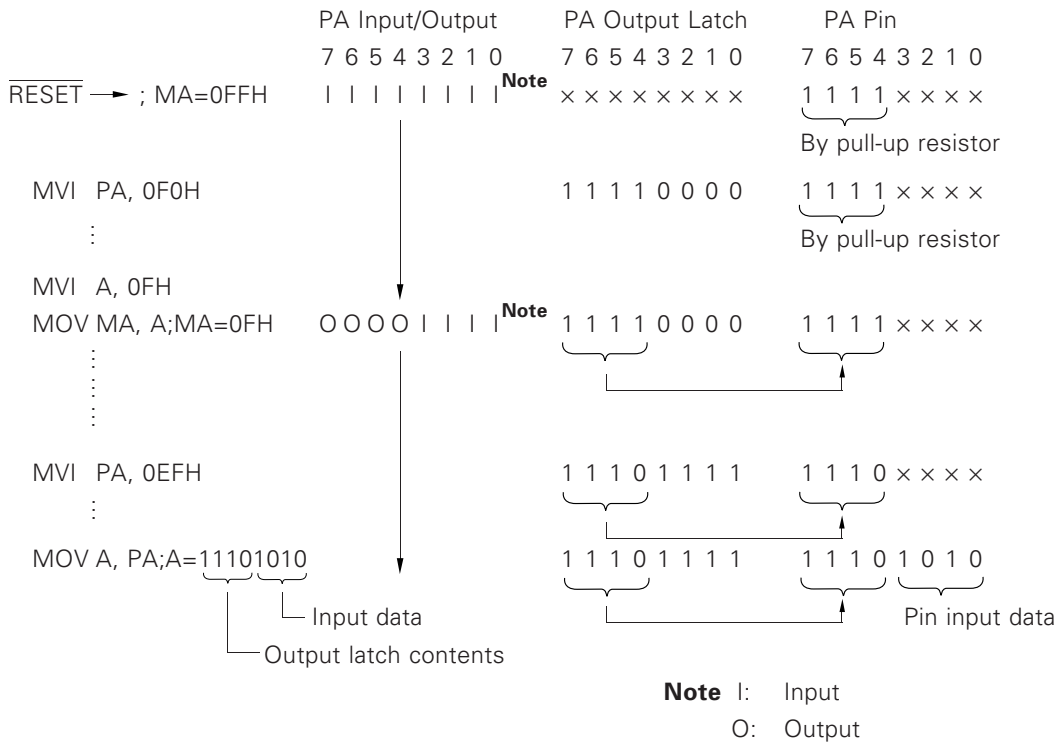 PA Input/Output PA Output Latch PA Pin
7 6 5 4 3 2 1 0 7 6 5 4 3 2 1 0 7 6 5 4 3 2 1 0
RESET ; MA=0FFH I I I I I I I I Note × × × × × × × × 1 1 1 1 × × × ×
By pull-up resistor
MVI PA, 0F0H 1 1 1 1 0 0 0 0 1 1 1 1 × × × ×
By pull-up resistor
MVI A, 0FH
MOV MA, A;MA=0FH O O O O I I I I Note 1 1 1 1 0 0 0 0 1 1 1 1 × × × ×
MVI PA, 0EFH 1 1 1 0 1 1 1 1 1 1 1 0 × × × ×
MOV A, PA;A=11101010 1 1 1 0 1 1 1 1 1 1 1 0 1 0 1 0
Input data Pin input data
Output latch contents
Note I: Input
O: Output